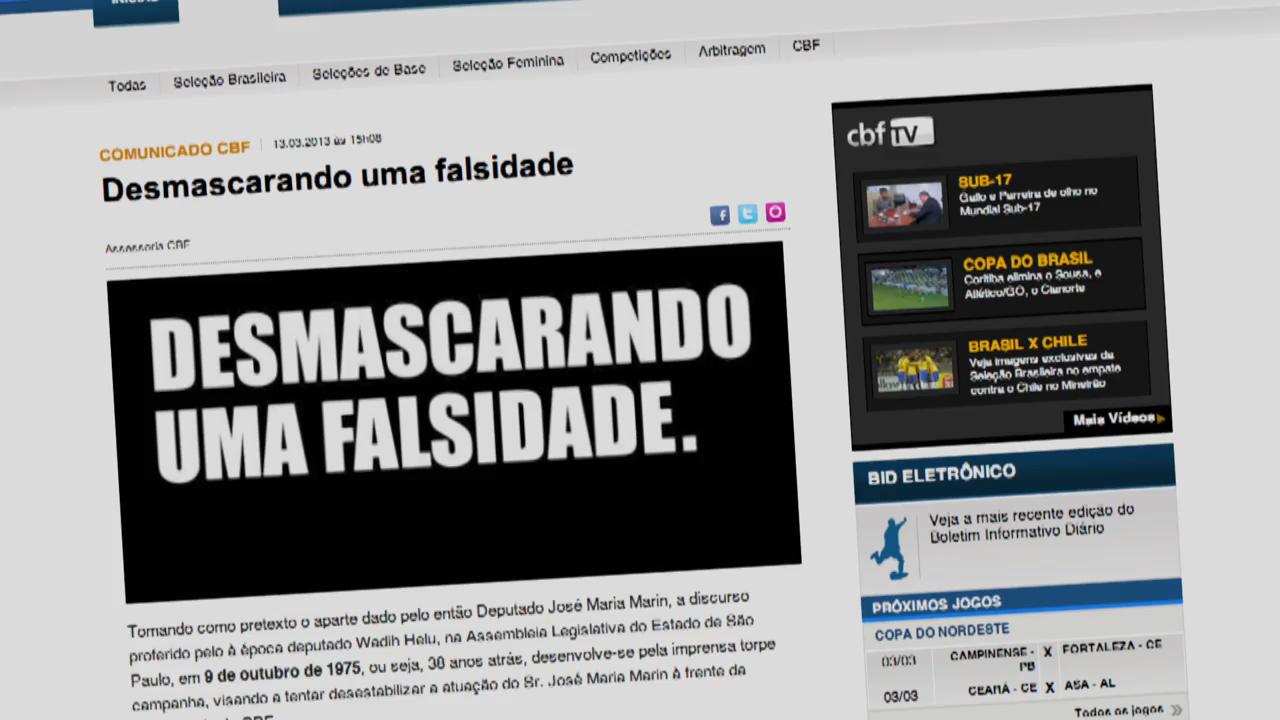 Todas
Seleção Brasileira
Seleções de Base
Seleção Feminina
Competições
Arbitragem
CBF
COMUNICADO CBF
13.03.2013 às 15h08
Desmascarando uma falsidade
Assessoria CBF
DESMASCARANDO
UMA FALSIDADE.
Tomando como pretexto o aparte dado pelo então Deputado José Maria Marin, a discurso
proferido pelo à época deputado Wadih Helu, na Assembleia Legislativa do Estado de São
Paulo, em 9 de outubro de 1975, ou seja, 38 anos atrás, desenvolve-se pela imprensa torpe
campanha, visando a tentar desestabilizar a atuação do Sr. José Maria Marin à frente da
CBF
cbf TV
SUB-17
Gallo e Parreira de olho no
Mundial Sub-17
COPA DO BRASIL
Coritiba elimina o Sousa, e
Atlético/GO, o Cianorte
BRASIL X CHILE
Veja imagens exclusivas da
Seleção Brasileira no empate
contra o Chile no Mineirão
Mais Vídeos
BID ELETRÔNICO
Veja a mais recente edição do
Boletim Informativo Diário
PRÓXIMOS JOGOS
COPA DO NORDESTE
03/03 CAMPINENSE - PB X FORTALEZA - CE
03/03 CEARÁ - CE X ASA - AL
Todos os jogos